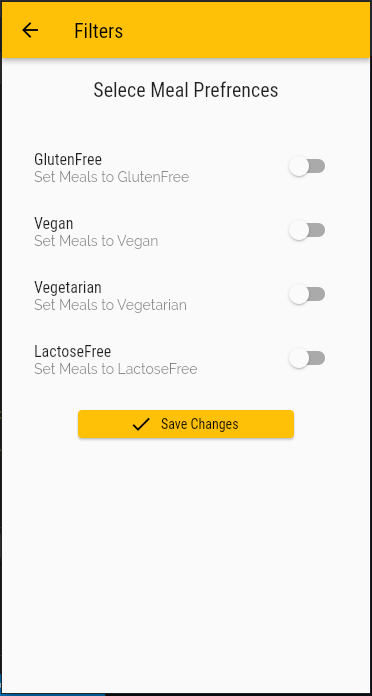 Filters
Selece Meal Prefrences
GlutenFree
Set Meals to GlutenFree
Vegan
Set Meals to Vegan
Vegetarian
Set Meals to Vegetarian
LactoseFree
Set Meals to LactoseFree
Save Changes